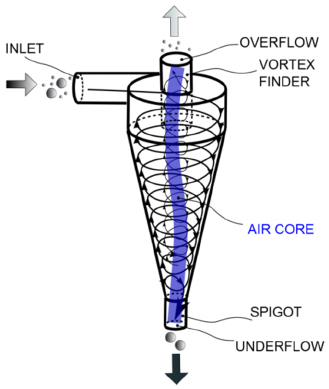 INLET
OVERFLOW
VORTEX
FINDER
AIR CORE
SPIGOT
UNDERFLOW